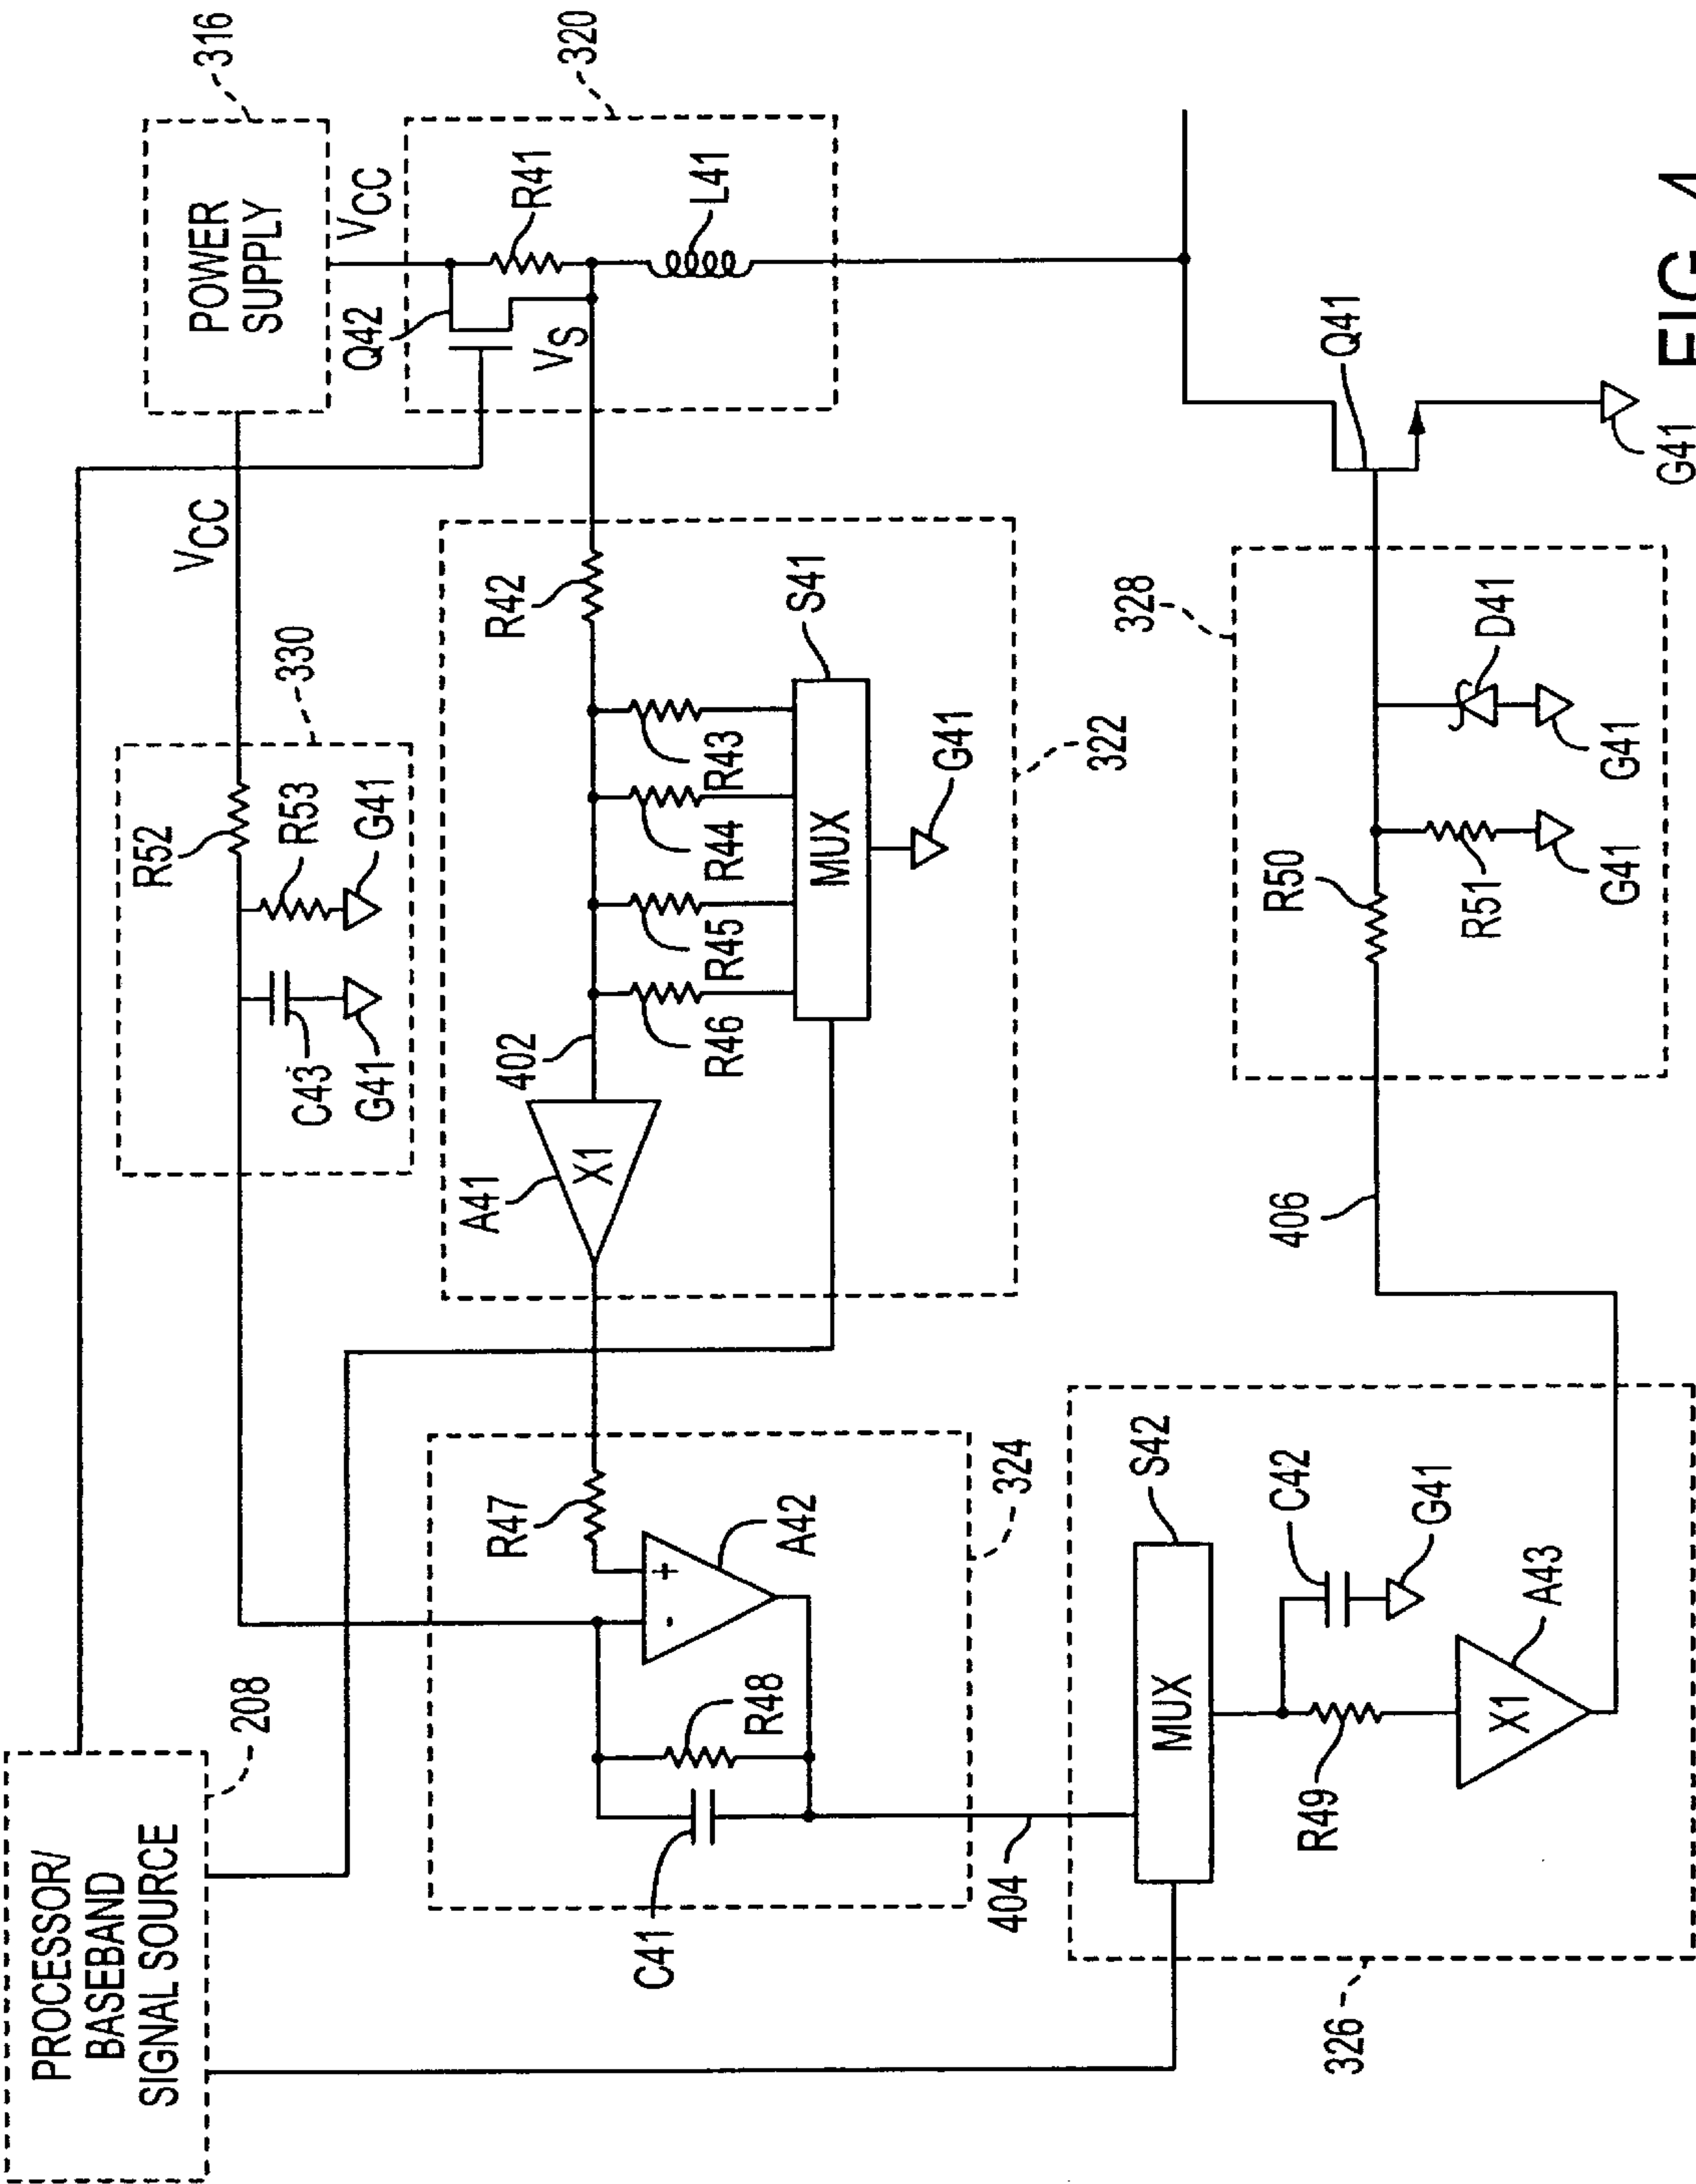 PROCESSOR/
BASEBAND
SIGNAL SOURCE
208
POWER
SUPPLY
316
VCC
VCC
320
Q42
R41
VS
L41
330
R52
R53
C43
G41
G41
322
R42
402
A41
X1
R46
R45
R44
R43
MUX
S41
G41
324
R47
+
-
A42
R48
C41
404
326
MUX
S42
C42
G41
R49
X1
A43
406
328
R50
R51
D41
G41
G41
Q41
G41